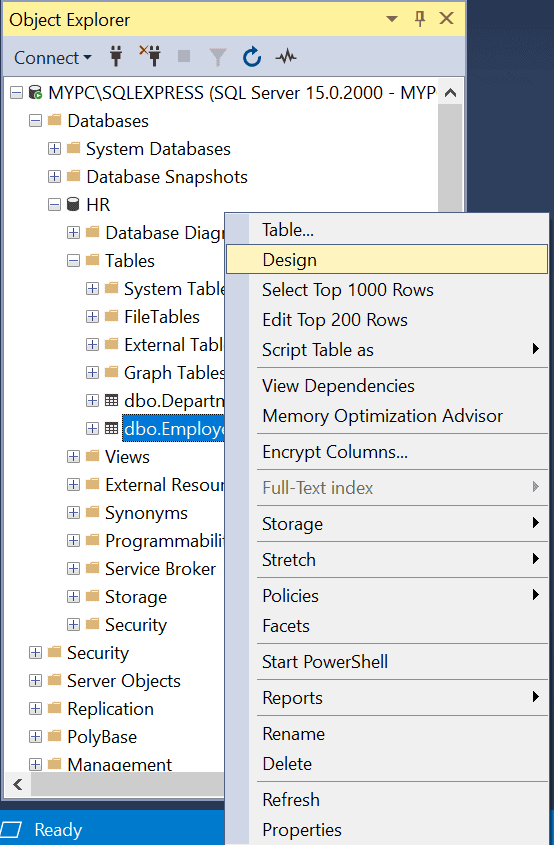 Object Explorer
Connect
MYPC\SQLEXPRESS (SQL Server 15.0.2000 - MYPC
Databases
System Databases
Database Snapshots
HR
Database Diagr
Tables
System Table
FileTables
External Tabl
Graph Tables
dbo.Departn
dbo.Employe
Views
External Resour
Synonyms
Programmabilit
Service Broker
Storage
Security
Security
Server Objects
Replication
PolyBase
Management
Ready
Table...
Design
Select Top 1000 Rows
Edit Top 200 Rows
Script Table as
View Dependencies
Memory Optimization Advisor
Encrypt Columns...
Full-Text index
Storage
Stretch
Policies
Facets
Start PowerShell
Reports
Rename
Delete
Refresh
Properties